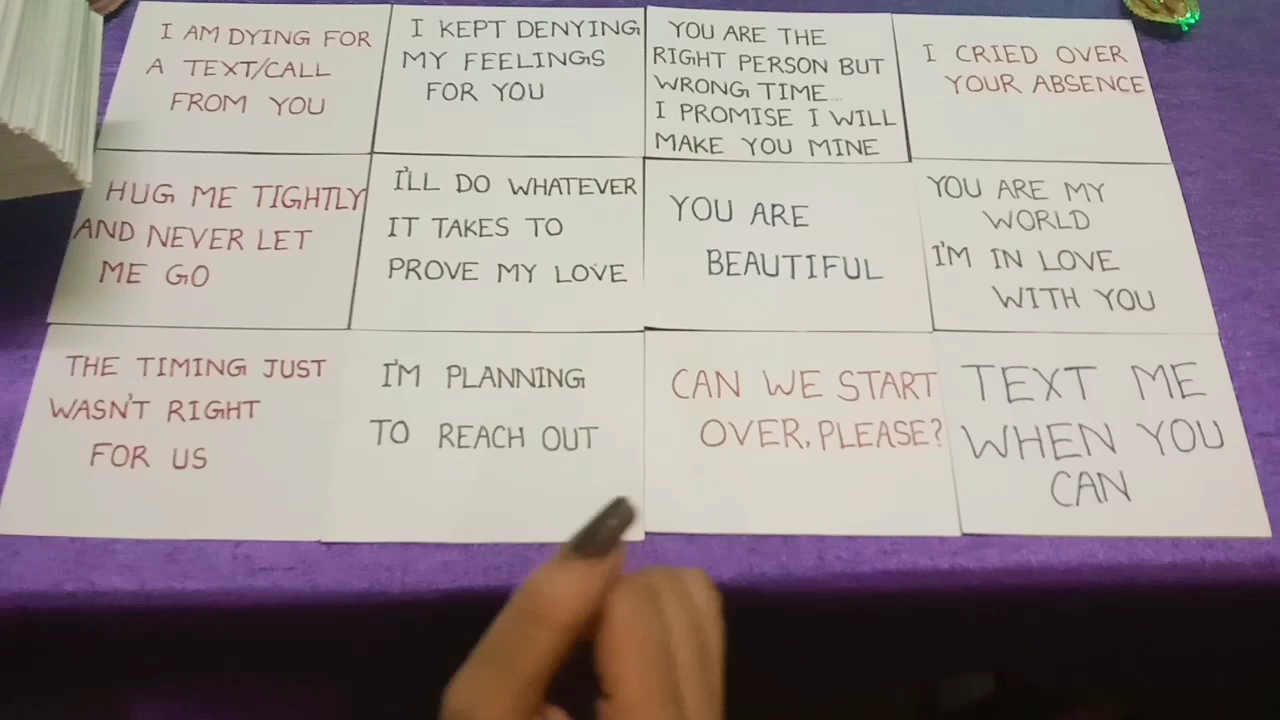 I AM DYING FOR
A TEXT/CALL
FROM YOU
I KEPT DENYING
MY FEELINGS
FOR YOU
YOU ARE THE
RIGHT PERSON BUT
WRONG TIME...
I PROMISE I WILL
MAKE YOU MINE
I CRIED OVER
YOUR ABSENCE
HUG ME TIGHTLY
AND NEVER LET
ME GO
I'LL DO WHATEVER
IT TAKES TO
PROVE MY LOVE
YOU ARE
BEAUTIFUL
YOU ARE MY
WORLD
I'M IN LOVE
WITH YOU
THE TIMING JUST
WASN'T RIGHT
FOR US
I'M PLANNING
TO REACH OUT
CAN WE START
OVER, PLEASE?
TEXT ME
WHEN YOU
CAN